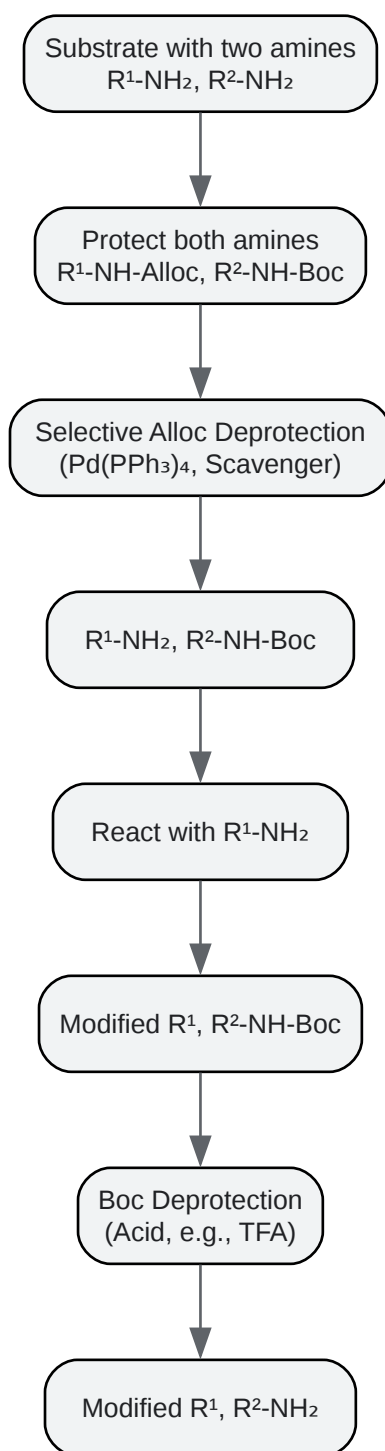 Substrate with two amines
R¹-NH₂, R²-NH₂
Protect both amines
R¹-NH-Alloc, R²-NH-Boc
Selective Alloc Deprotection
(Pd(PPh₃)₄, Scavenger)
R¹-NH₂, R²-NH-Boc
React with R¹-NH₂
Modified R¹, R²-NH-Boc
Boc Deprotection
(Acid, e.g., TFA)
Modified R¹, R²-NH₂